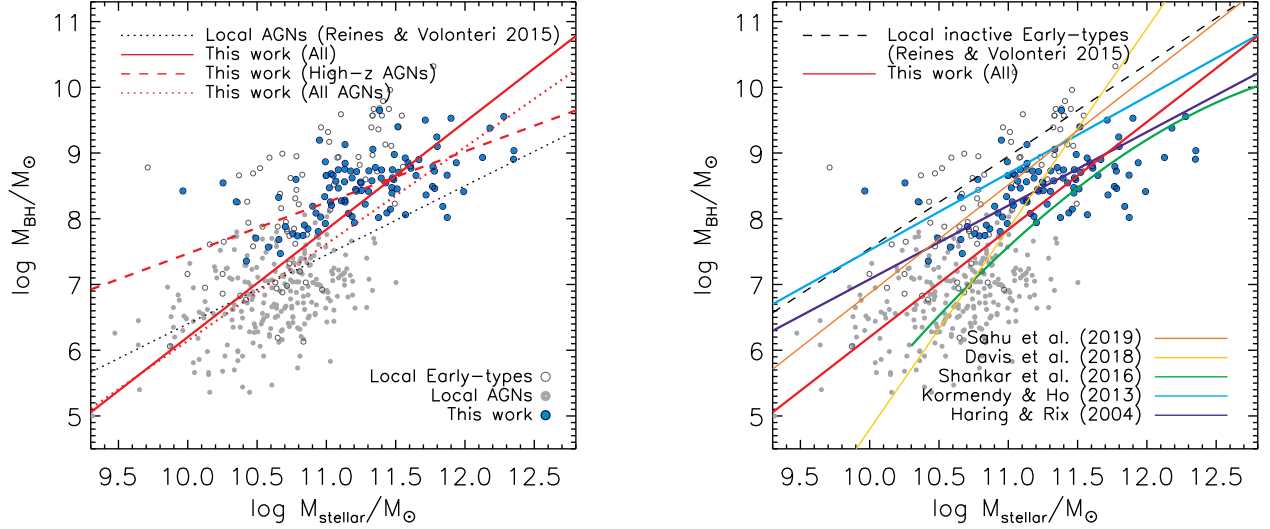 11
10
9
8
7
6
5
log M_BH/M_⊙
Local AGNs (Reines & Volonteri 2015)
This work (All)
This work (High-z AGNs)
This work (All AGNs)
Local Early-types
Local AGNs
This work
9.5 10.0 10.5 11.0 11.5 12.0 12.5
log M_stellar/M_⊙
11
10
9
8
7
6
5
log M_BH/M_⊙
Local inactive Early-types
(Reines & Volonteri 2015)
This work (All)
Sahu et al. (2019)
Davis et al. (2018)
Shankar et al. (2016)
Kormendy & Ho (2013)
Haring & Rix (2004)
9.5 10.0 10.5 11.0 11.5 12.0 12.5
log M_stellar/M_⊙